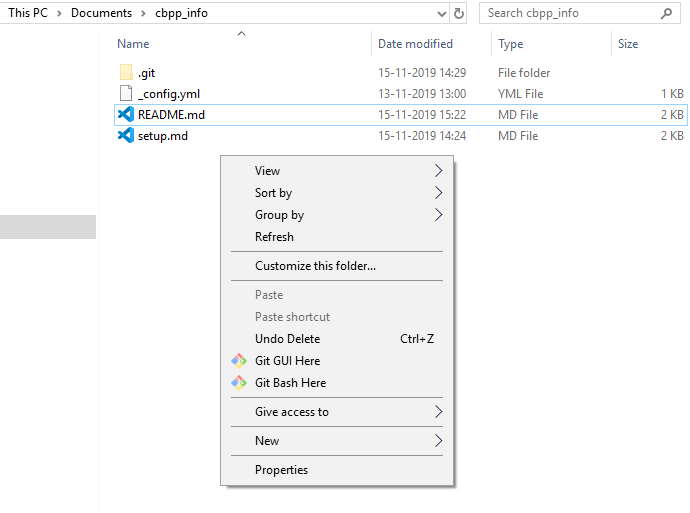 This PC > Documents > cbpp_info Search cbpp_info
Name Date modified Type Size
.git 15-11-2019 14:29 File folder
_config.yml 13-11-2019 13:00 YML File 1 KB
README.md 15-11-2019 15:22 MD File 2 KB
setup.md 15-11-2019 14:24 MD File 2 KB
View
Sort by
Group by
Refresh
Customize this folder...
Paste
Paste shortcut
Undo Delete Ctrl+Z
Git GUI Here
Git Bash Here
Give access to
New
Properties